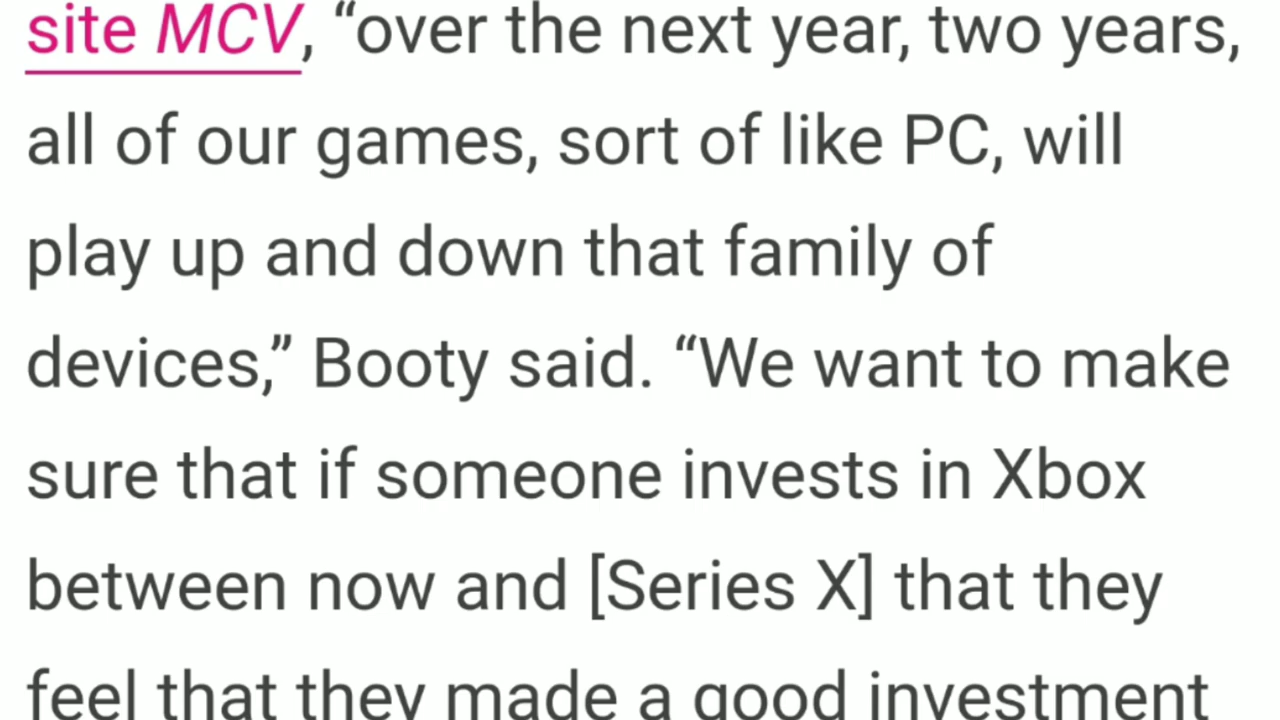 site MCV, “over the next year, two years,
all of our games, sort of like PC, will
play up and down that family of
devices,” Booty said. “We want to make
sure that if someone invests in Xbox
between now and [Series X] that they
feel that they made a good investment